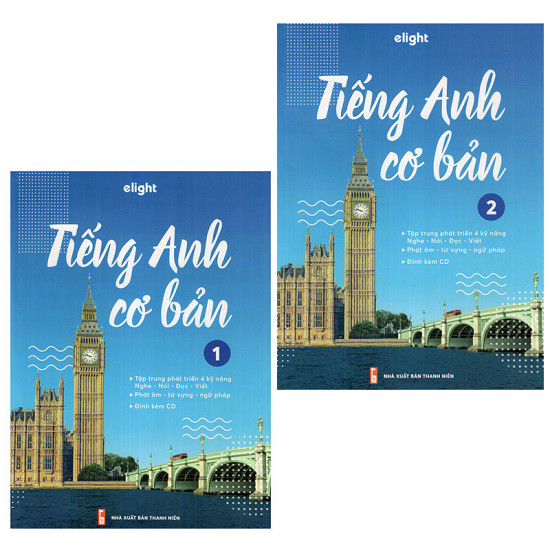 elight
Tiếng Anh
cơ bản
1
Tập trung phát triển 4 kỹ năng
Nghe - Nói - Đọc - Viết
Phát âm - từ vựng - ngữ pháp
Đính kèm CD
NHÀ XUẤT BẢN THANH NIÊN
elight
Tiếng Anh
cơ bản
2
Tập trung phát triển 4 kỹ năng
Nghe - Nói - Đọc - Viết
Phát âm - từ vựng - ngữ pháp
Đính kèm CD
NHÀ XUẤT BẢN THANH NIÊN